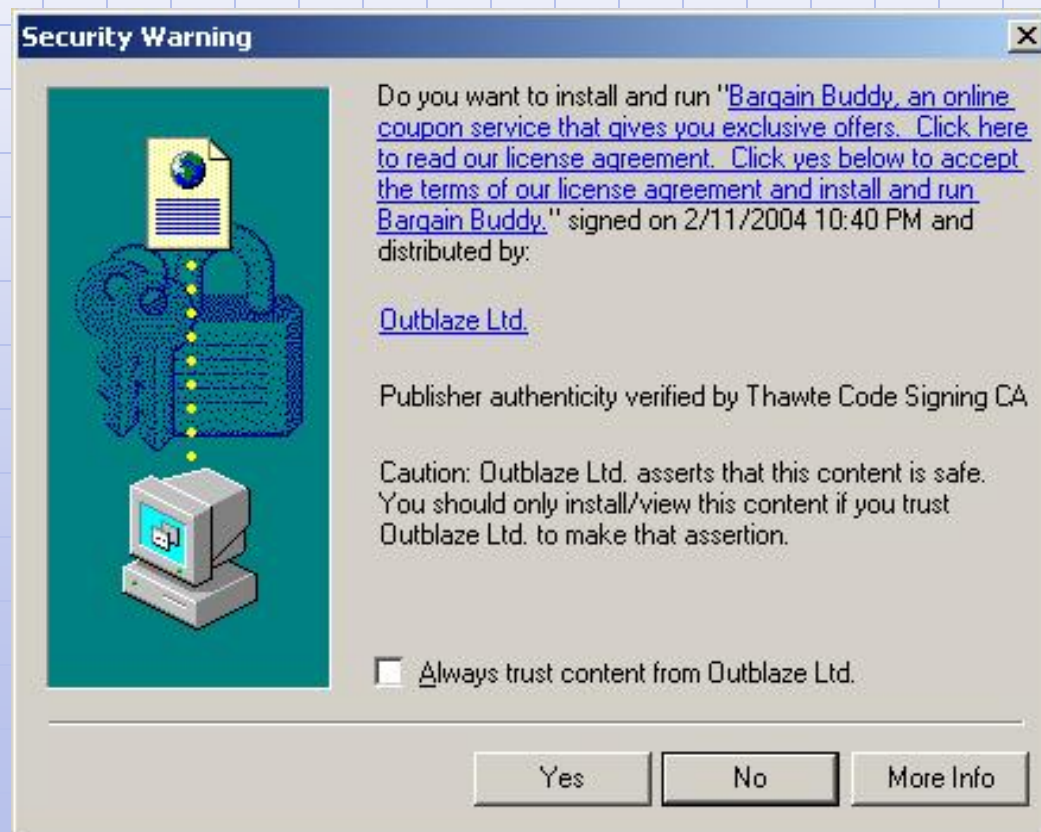 Security Warning
Do you want to install and run "Bargain Buddy, an online
coupon service that gives you exclusive offers.  Click here
to read our license agreement.  Click yes below to accept
the terms of our license agreement and install and run
Bargain Buddy." signed on 2/11/2004 10:40 PM and
distributed by:
Outblaze Ltd.
Publisher authenticity verified by Thawte Code Signing CA
Caution: Outblaze Ltd. asserts that this content is safe.
You should only install/view this content if you trust
Outblaze Ltd. to make that assertion.
Always trust content from Outblaze Ltd.
Yes No More Info